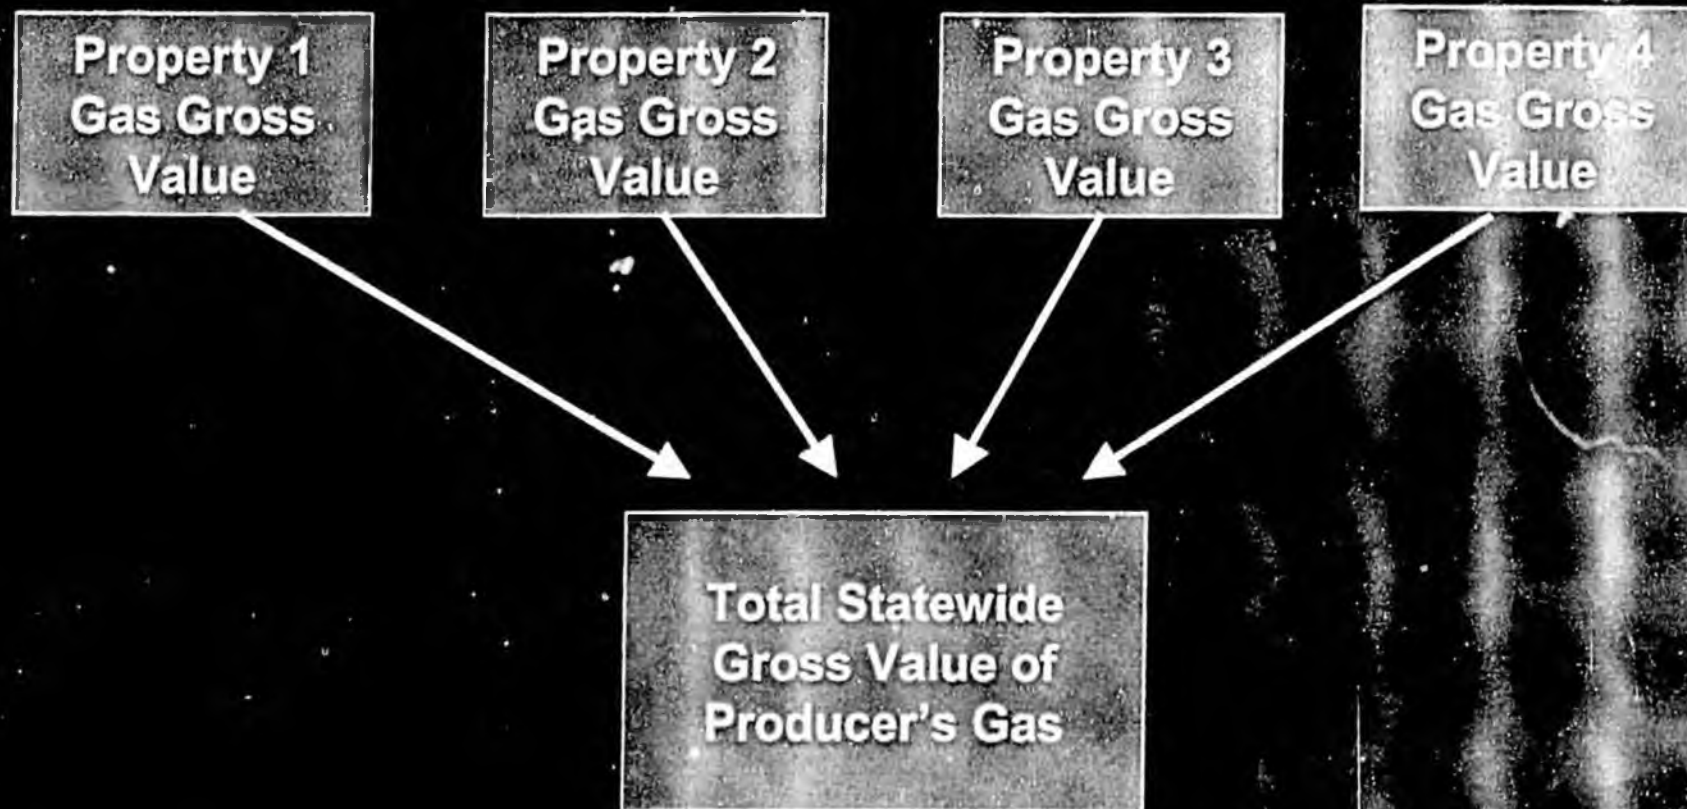 Property 1
Gas Gross
Value
Property 2
Gas Gross
Value
Property 3
Gas Gross
Value
Property 4
Gas Gross
Value
Total Statewide
Gross Value of
Producer's Gas